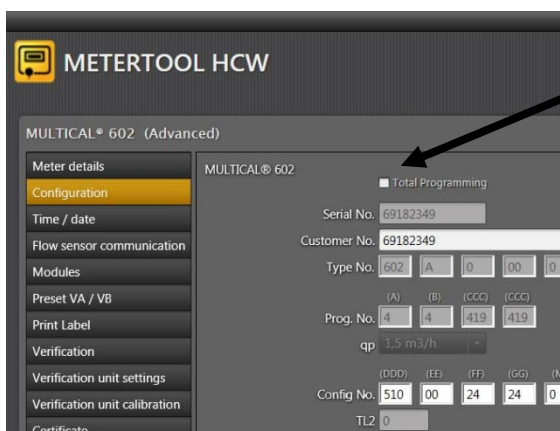 METERTOOL HCW
MULTICAL® 602 (Advanced)
Meter details
Configuration
Time / date
Flow sensor communication
Modules
Preset VA / VB
Print Label
Verification
Verification unit settings
Verification unit calibration
Certificate
MULTICAL® 602
Total Programming
Serial No. 69182349
Customer No. 69182349
Type No. 602 A 0 00 0
(A) (B) (CCC) (CCC)
Prog. No. 4 4 419 419
qp 1,5 m3/h
(DDD) (EE) (FF) (GG) (M
Config No. 510 00 24 24 0
TL2 0